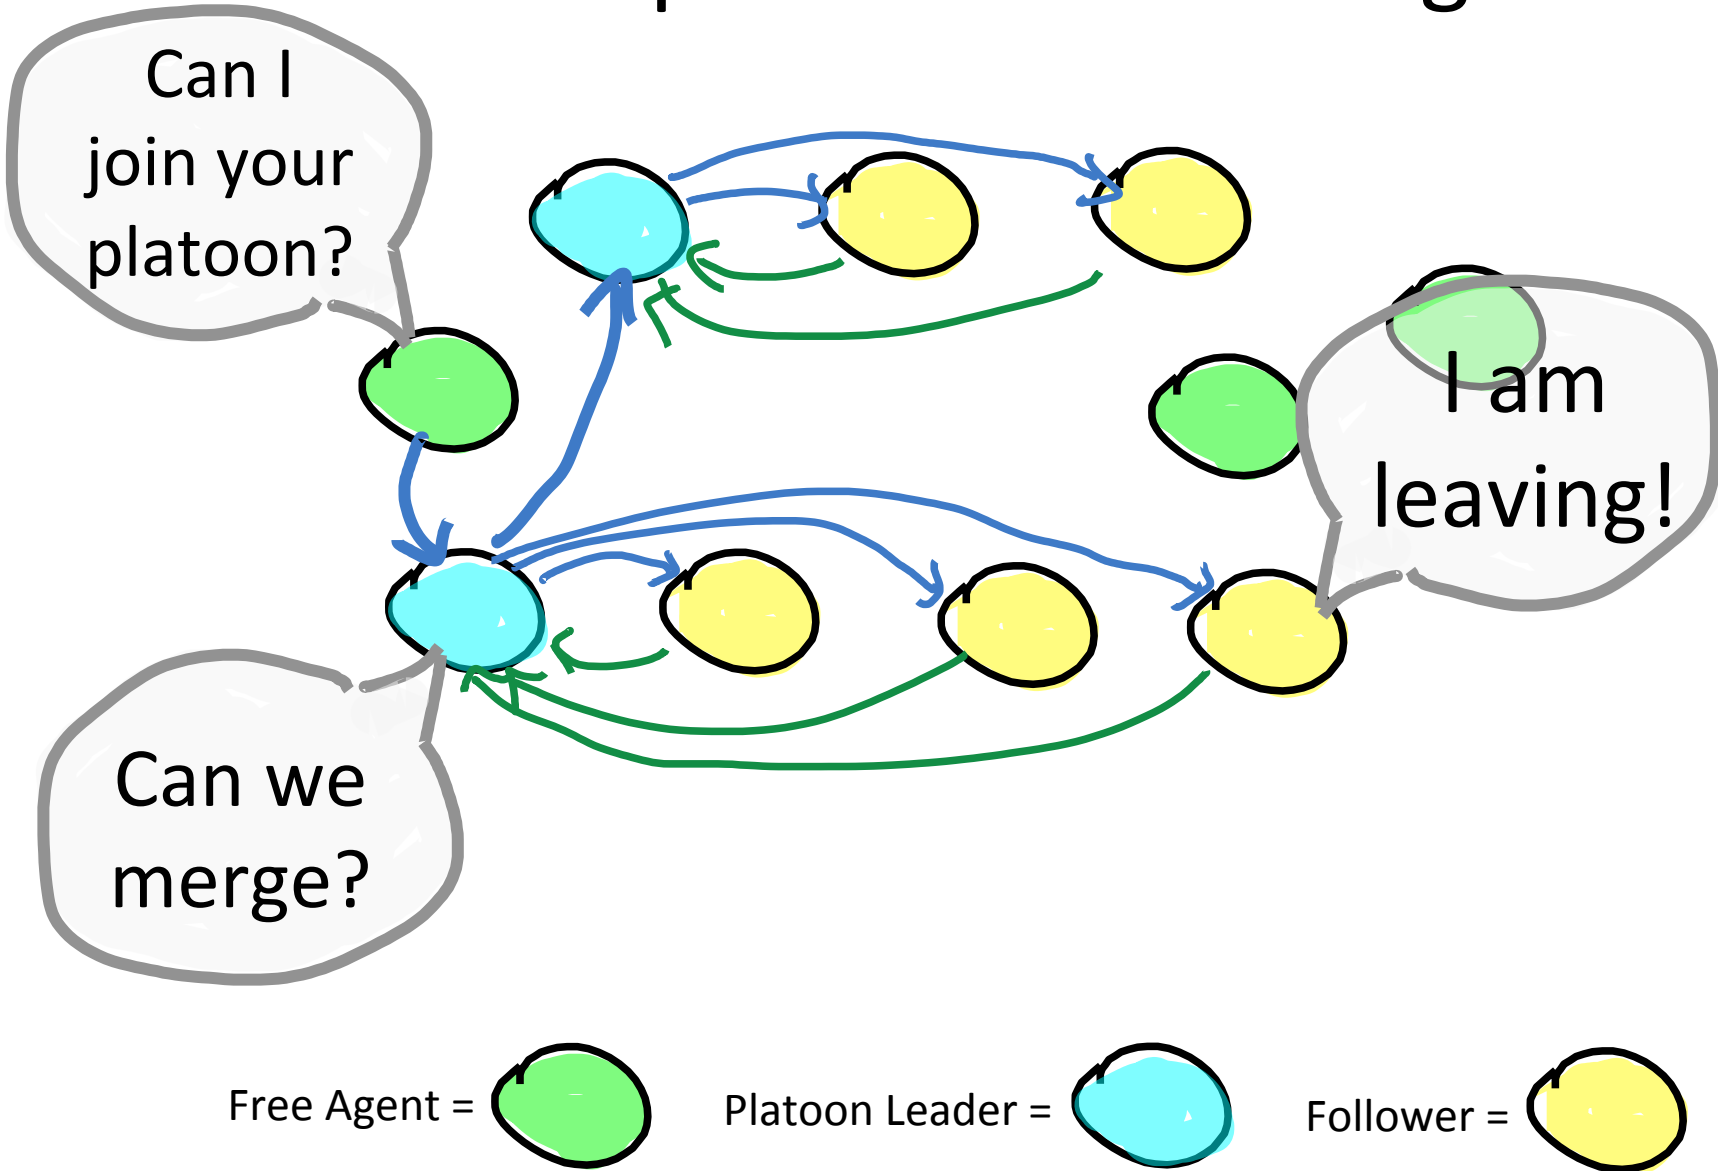 Can I
join your
platoon?
I am
leaving!
Can we
merge?
Free Agent =
Platoon Leader =
Follower =